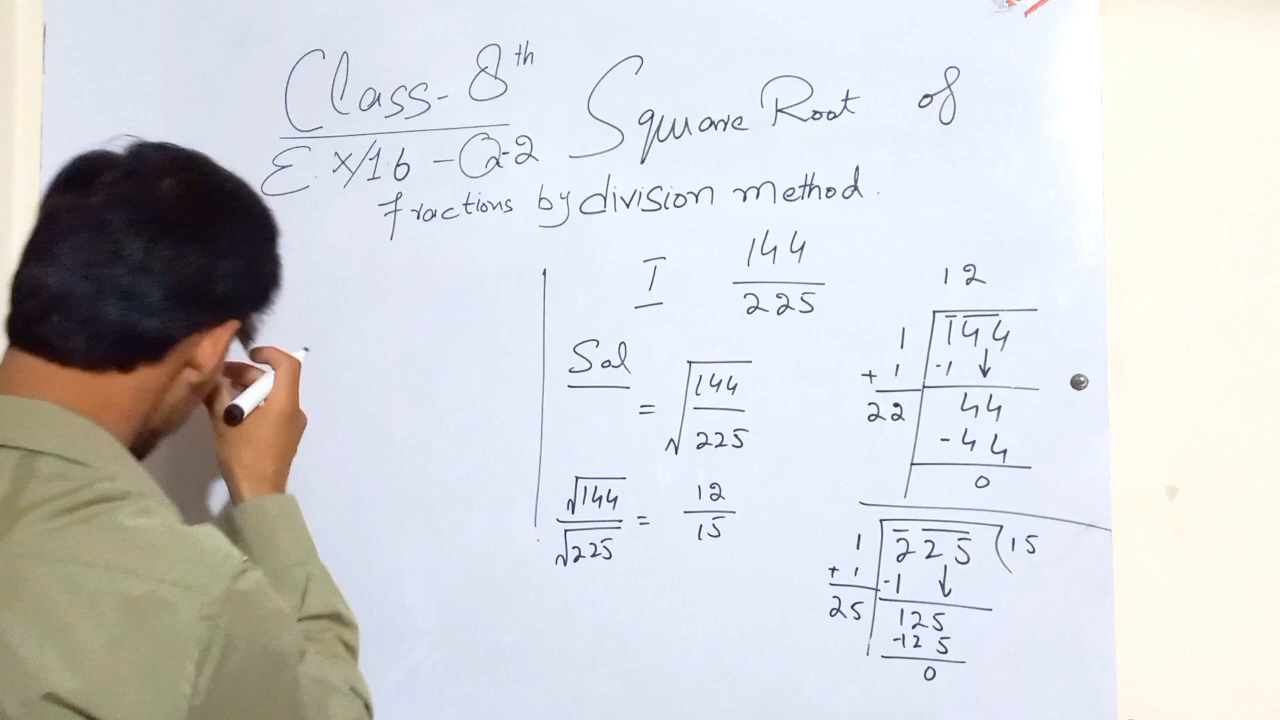 Class-8th
Square Root of
Ex/1.6 - Q-2
fractions by division method.
I 144/225
Sol
= √144/225
√144/√225 = 12/15
12
1 144
+ 1 -1 ↓
22 44
-44
0
1 225 (15
+ 1 -1 ↓
25 125
-125
0